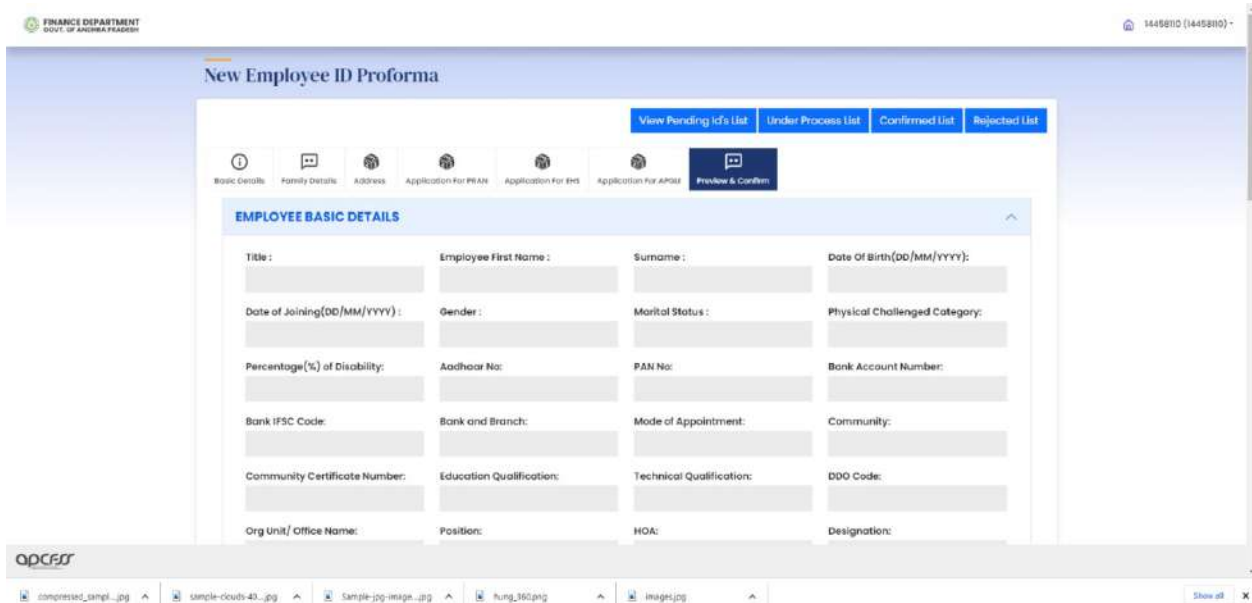 FINANCE DEPARTMENT
GOVT. OF ANDHRA PRADESH
14458110 (14458110)
New Employee ID Proforma
View Pending Id's List Under Process List Confirmed List Rejected List
Basic Details Family Details Address Application For PRAN Application For EHS Application For APGLI Preview & Confirm
EMPLOYEE BASIC DETAILS
Title : Employee First Name : Surname : Date Of Birth(DD/MM/YYYY):
Date of Joining(DD/MM/YYYY) : Gender : Marital Status : Physical Challenged Category:
Percentage(%) of Disability: Aadhaar No: PAN No: Bank Account Number:
Bank IFSC Code: Bank and Branch: Mode of Appointment: Community:
Community Certificate Number: Education Qualification: Technical Qualification: DDO Code:
Org Unit/ Office Name: Position: HOA: Designation:
apcfss
compressed_sampl....jpg sample-clouds-40....jpg Sample-jpg-image....jpg hung_360.png images.jpg Show all